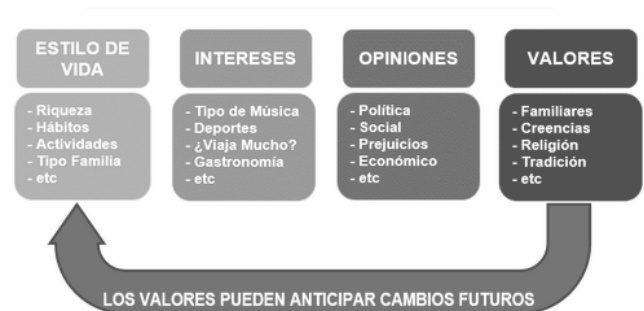 ESTILO DE
VIDA
- Riqueza
- Hábitos
- Actividades
- Tipo Familia
- etc
INTERESES
- Tipo de Música
- Deportes
- ¿Viaja Mucho?
- Gastronomía
- etc
OPINIONES
- Política
- Social
- Prejuicios
- Económico
- etc
VALORES
- Familiares
- Creencias
- Religión
- Tradición
- etc
LOS VALORES PUEDEN ANTICIPAR CAMBIOS FUTUROS